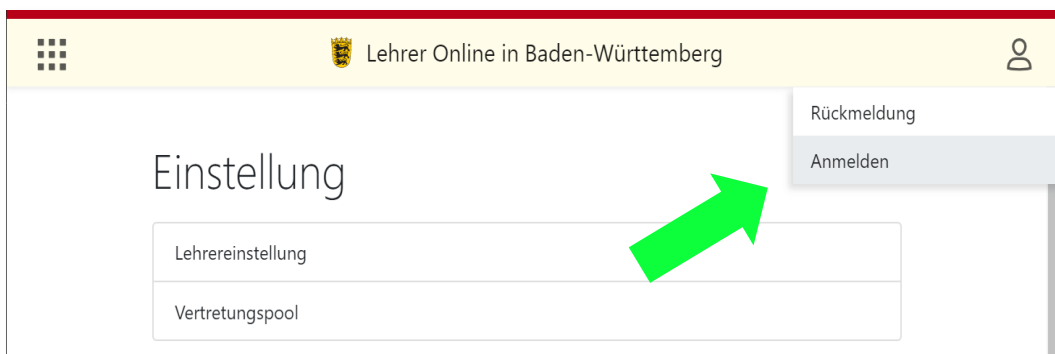 Lehrer Online in Baden-Württemberg
Rückmeldung
Anmelden
Einstellung
Lehrereinstellung
Vertretungspool